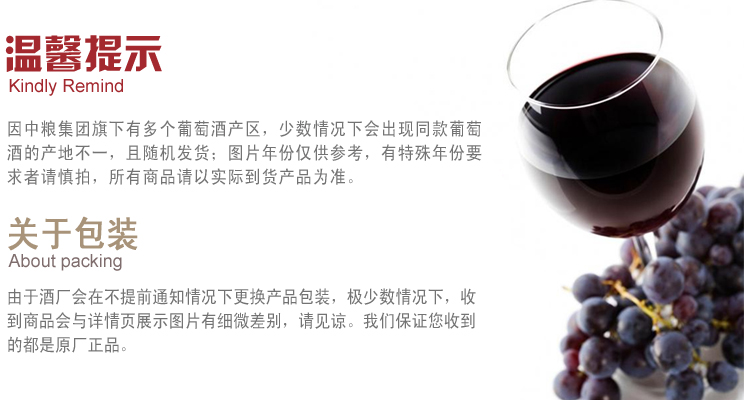 温馨提示
Kindly Remind
因中粮集团旗下有多个葡萄酒产区，少数情况下会出现同款葡萄
酒的产地不一，且随机发货；图片年份仅供参考，有特殊年份要
求者请慎拍，所有商品请以实际到货产品为准。
关于包装
About packing
由于酒厂会在不提前通知情况下更换产品包装，极少数情况下，收
到商品会与详情页展示图片有细微差别，请见谅。我们保证您收到
的都是原厂正品。